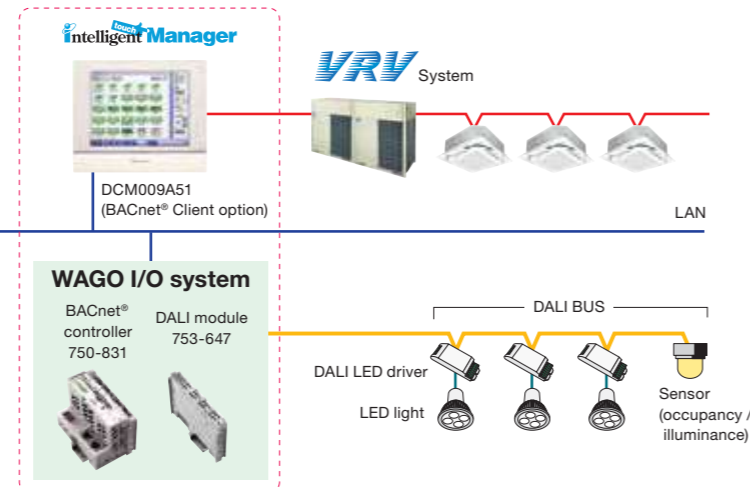 touch
intelligent Manager
VRV System
DCM009A51
(BACnet® Client option)
LAN
WAGO I/O system
BACnet®
controller
750-831
DALI module
753-647
DALI BUS
DALI LED driver
LED light
Sensor
(occupancy /
illuminance)